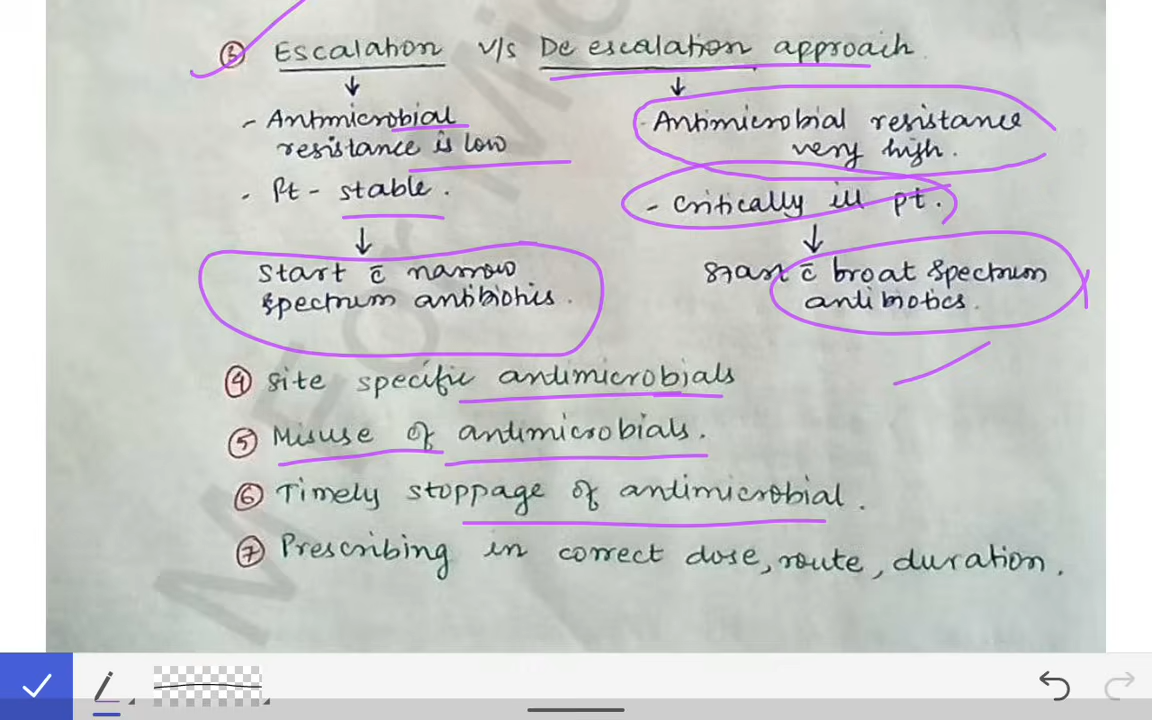 ③ Escalation v/s De escalation approach.
- Antimicrobial resistance is low
- Pt - stable.
Start c̄ narrow spectrum antibiotics.
- Antimicrobial resistance very high.
- Critically ill pt.
Start c̄ broat spectrum antibiotics.
④ Site specific antimicrobials
⑤ Misuse of antimicrobials.
⑥ Timely stoppage of antimicrobial.
⑦ Prescribing in correct dose, route, duration.